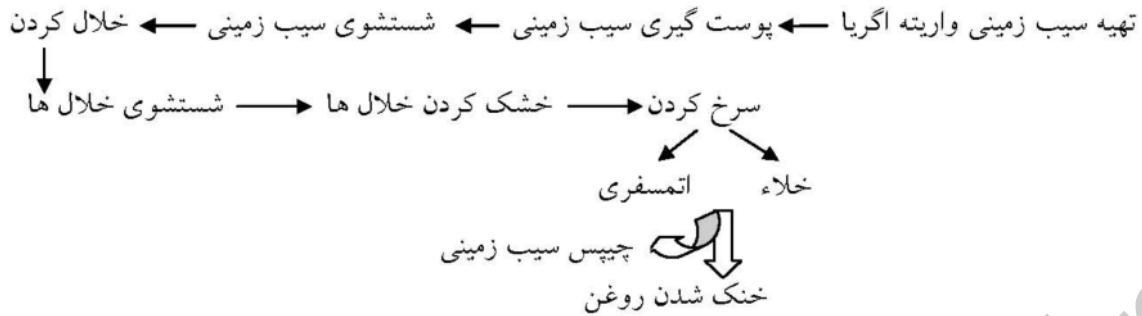 تهیه سیب زمینی واریته اگریا پوست گیری سیب زمینی شستشوی سیب زمینی خلال کردن
شستشوی خلال ها خشک کردن خلال ها سرخ کردن
خلاء اتمسفری
چیپس سیب زمینی
خنک شدن روغن